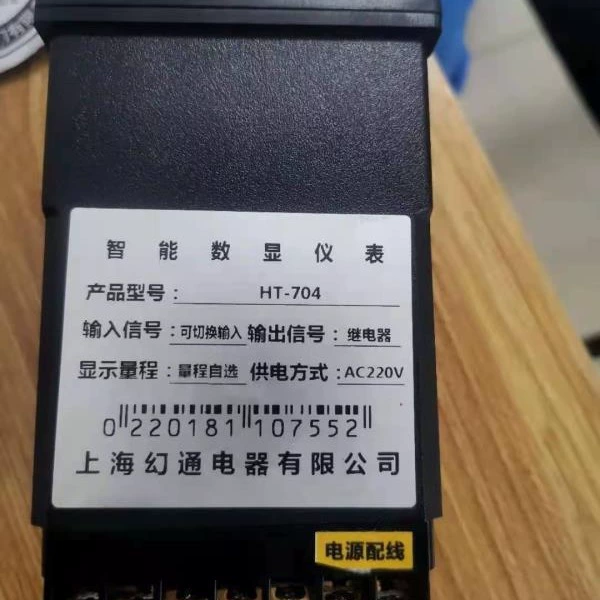 智能数显仪表
产品型号: HT-704
输入信号: 可切换输入 输出信号: 继电器
显示量程: 量程自选 供电方式: AC220V
0 220181 107552
上海幻通电器有限公司
电源配线